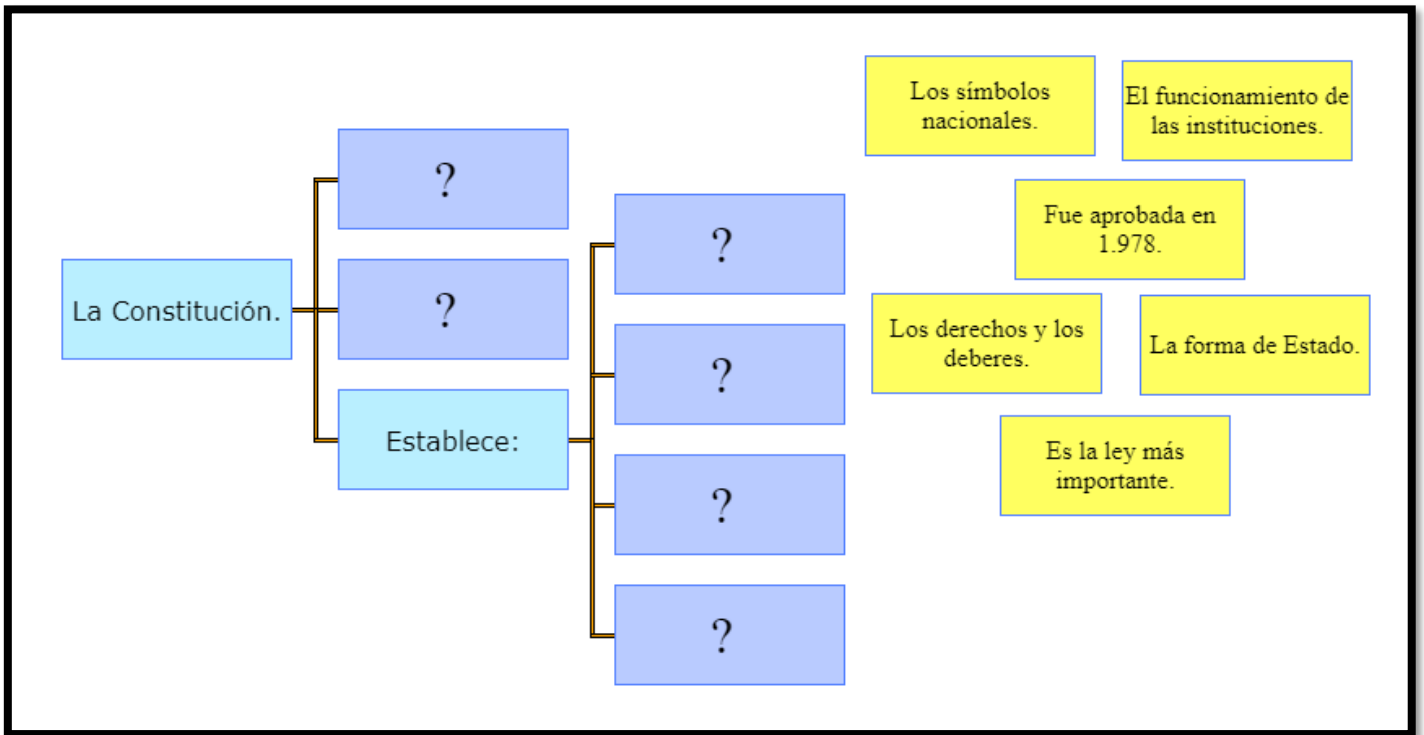 La Constitución.
?
?
Establece:
?
?
?
?
Los símbolos
nacionales.
El funcionamiento de
las instituciones.
Fue aprobada en
1.978.
Los derechos y los
deberes.
La forma de Estado.
Es la ley más
importante.